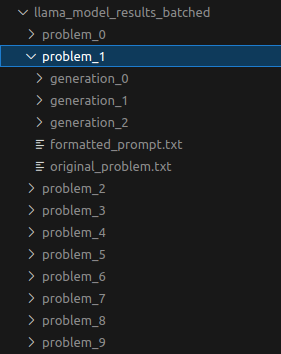 llama_model_results_batched
problem_0
problem_1
generation_0
generation_1
generation_2
formatted_prompt.txt
original_problem.txt
problem_2
problem_3
problem_4
problem_5
problem_6
problem_7
problem_8
problem_9